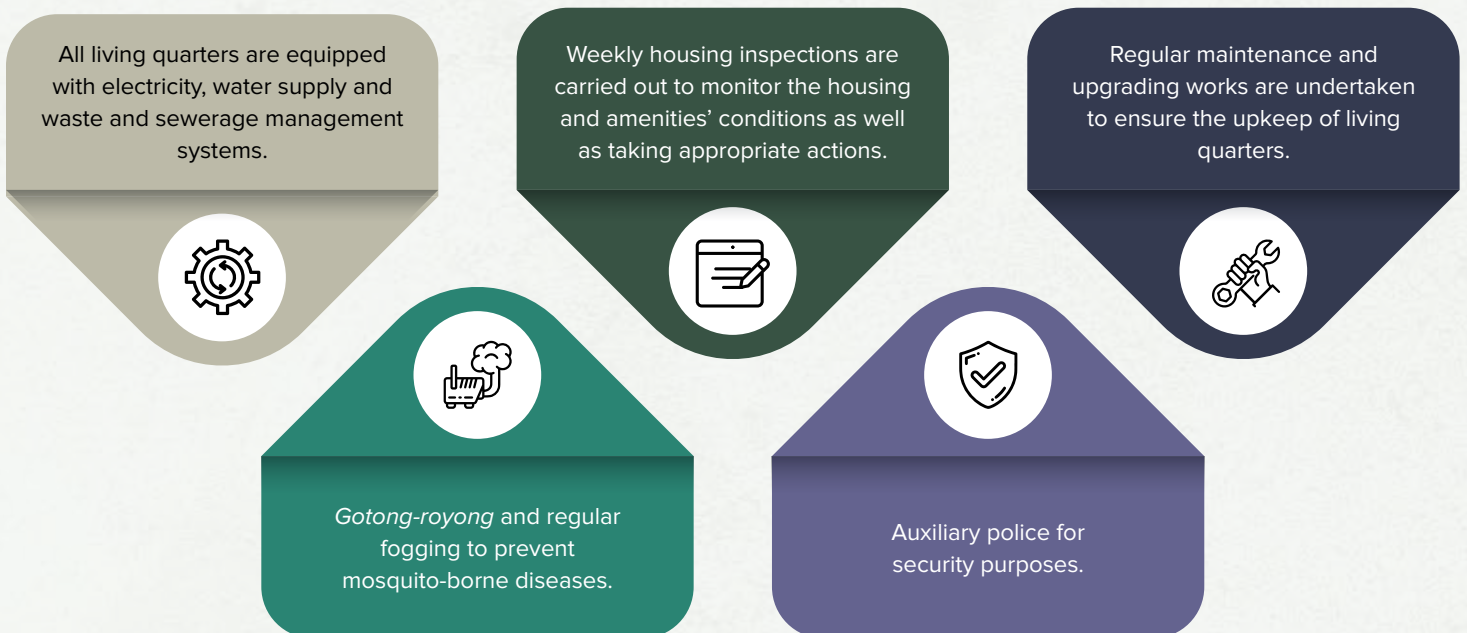 All living quarters are equipped
with electricity, water supply and
waste and sewerage management
systems.
Weekly housing inspections are
carried out to monitor the housing
and amenities’ conditions as well
as taking appropriate actions.
Regular maintenance and
upgrading works are undertaken
to ensure the upkeep of living
quarters.
Gotong-royong and regular
fogging to prevent
mosquito-borne diseases.
Auxiliary police for
security purposes.